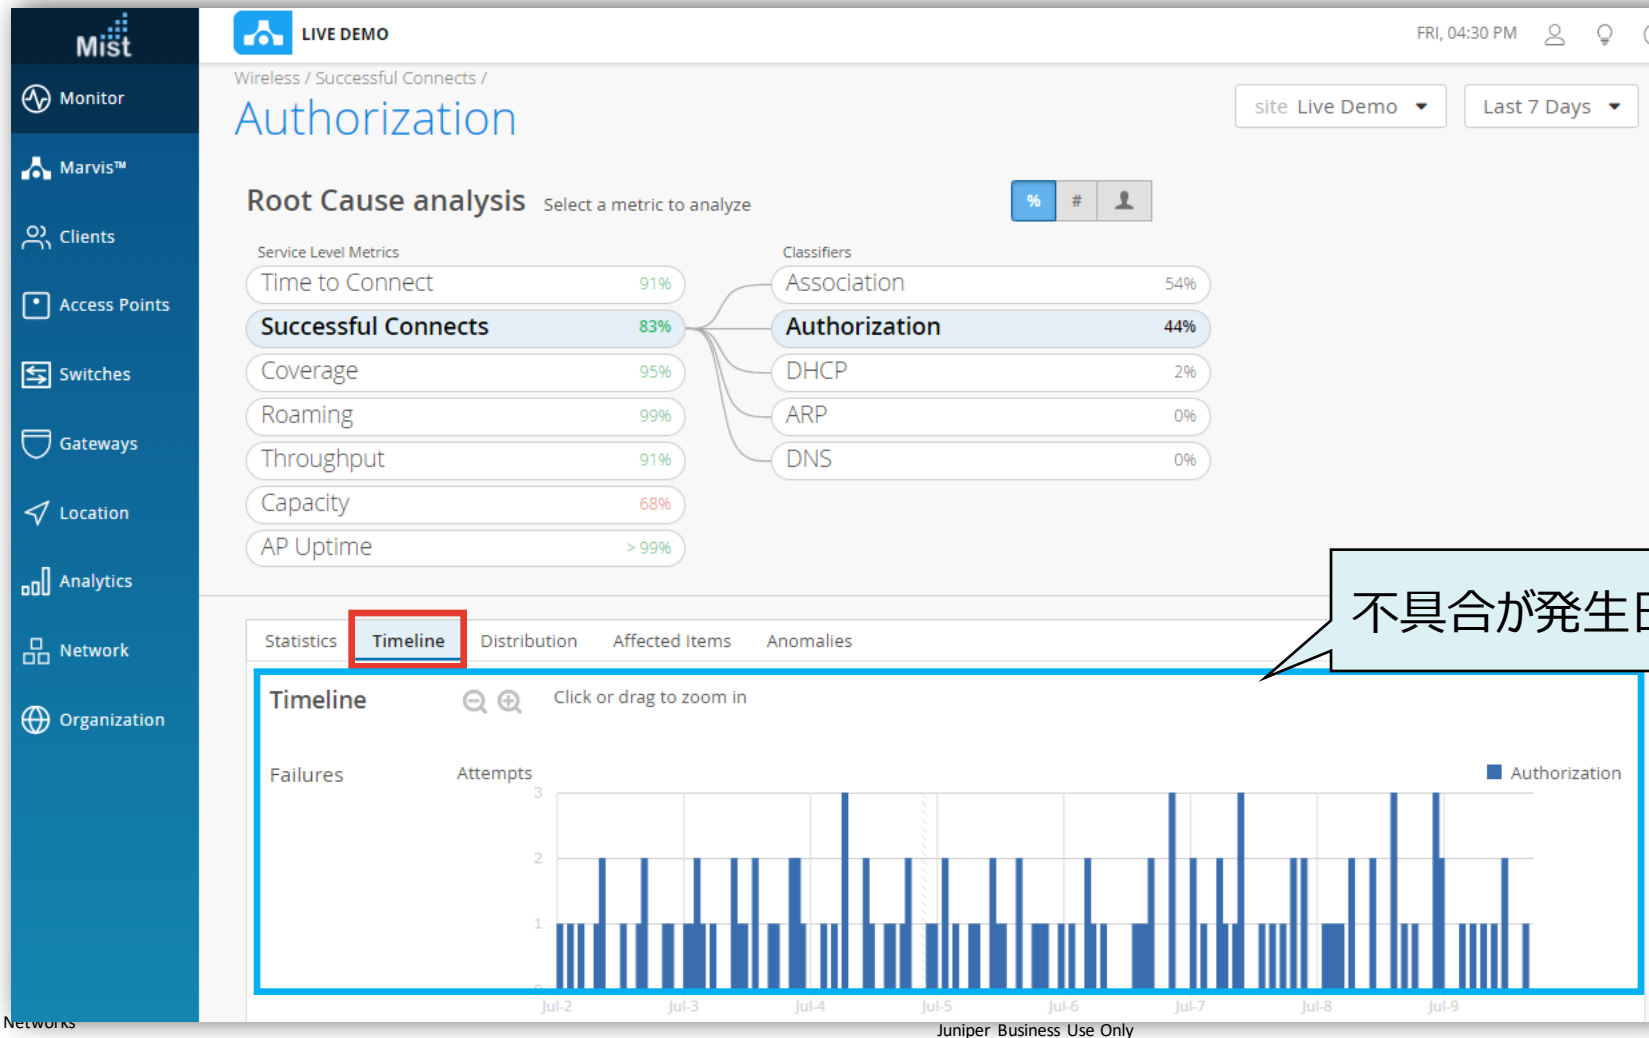 Mist
LIVE DEMO
FRI, 04:30 PM
Monitor
Marvis™
Clients
Access Points
Switches
Gateways
Location
Analytics
Network
Organization
Wireless / Successful Connects /
Authorization
site Live Demo
Last 7 Days
Root Cause analysis Select a metric to analyze
% #
Service Level Metrics
Time to Connect 91%
Successful Connects 83%
Coverage 95%
Roaming 99%
Throughput 91%
Capacity 68%
AP Uptime > 99%
Classifiers
Association 54%
Authorization 44%
DHCP 2%
ARP 0%
DNS 0%
不具合が発生
Statistics Timeline Distribution Affected Items Anomalies
Timeline Click or drag to zoom in
Failures Attempts Authorization
3
2
1
0
Jul-2 Jul-3 Jul-4 Jul-5 Jul-6 Jul-7 Jul-8 Jul-9
Networks
Juniper Business Use Only